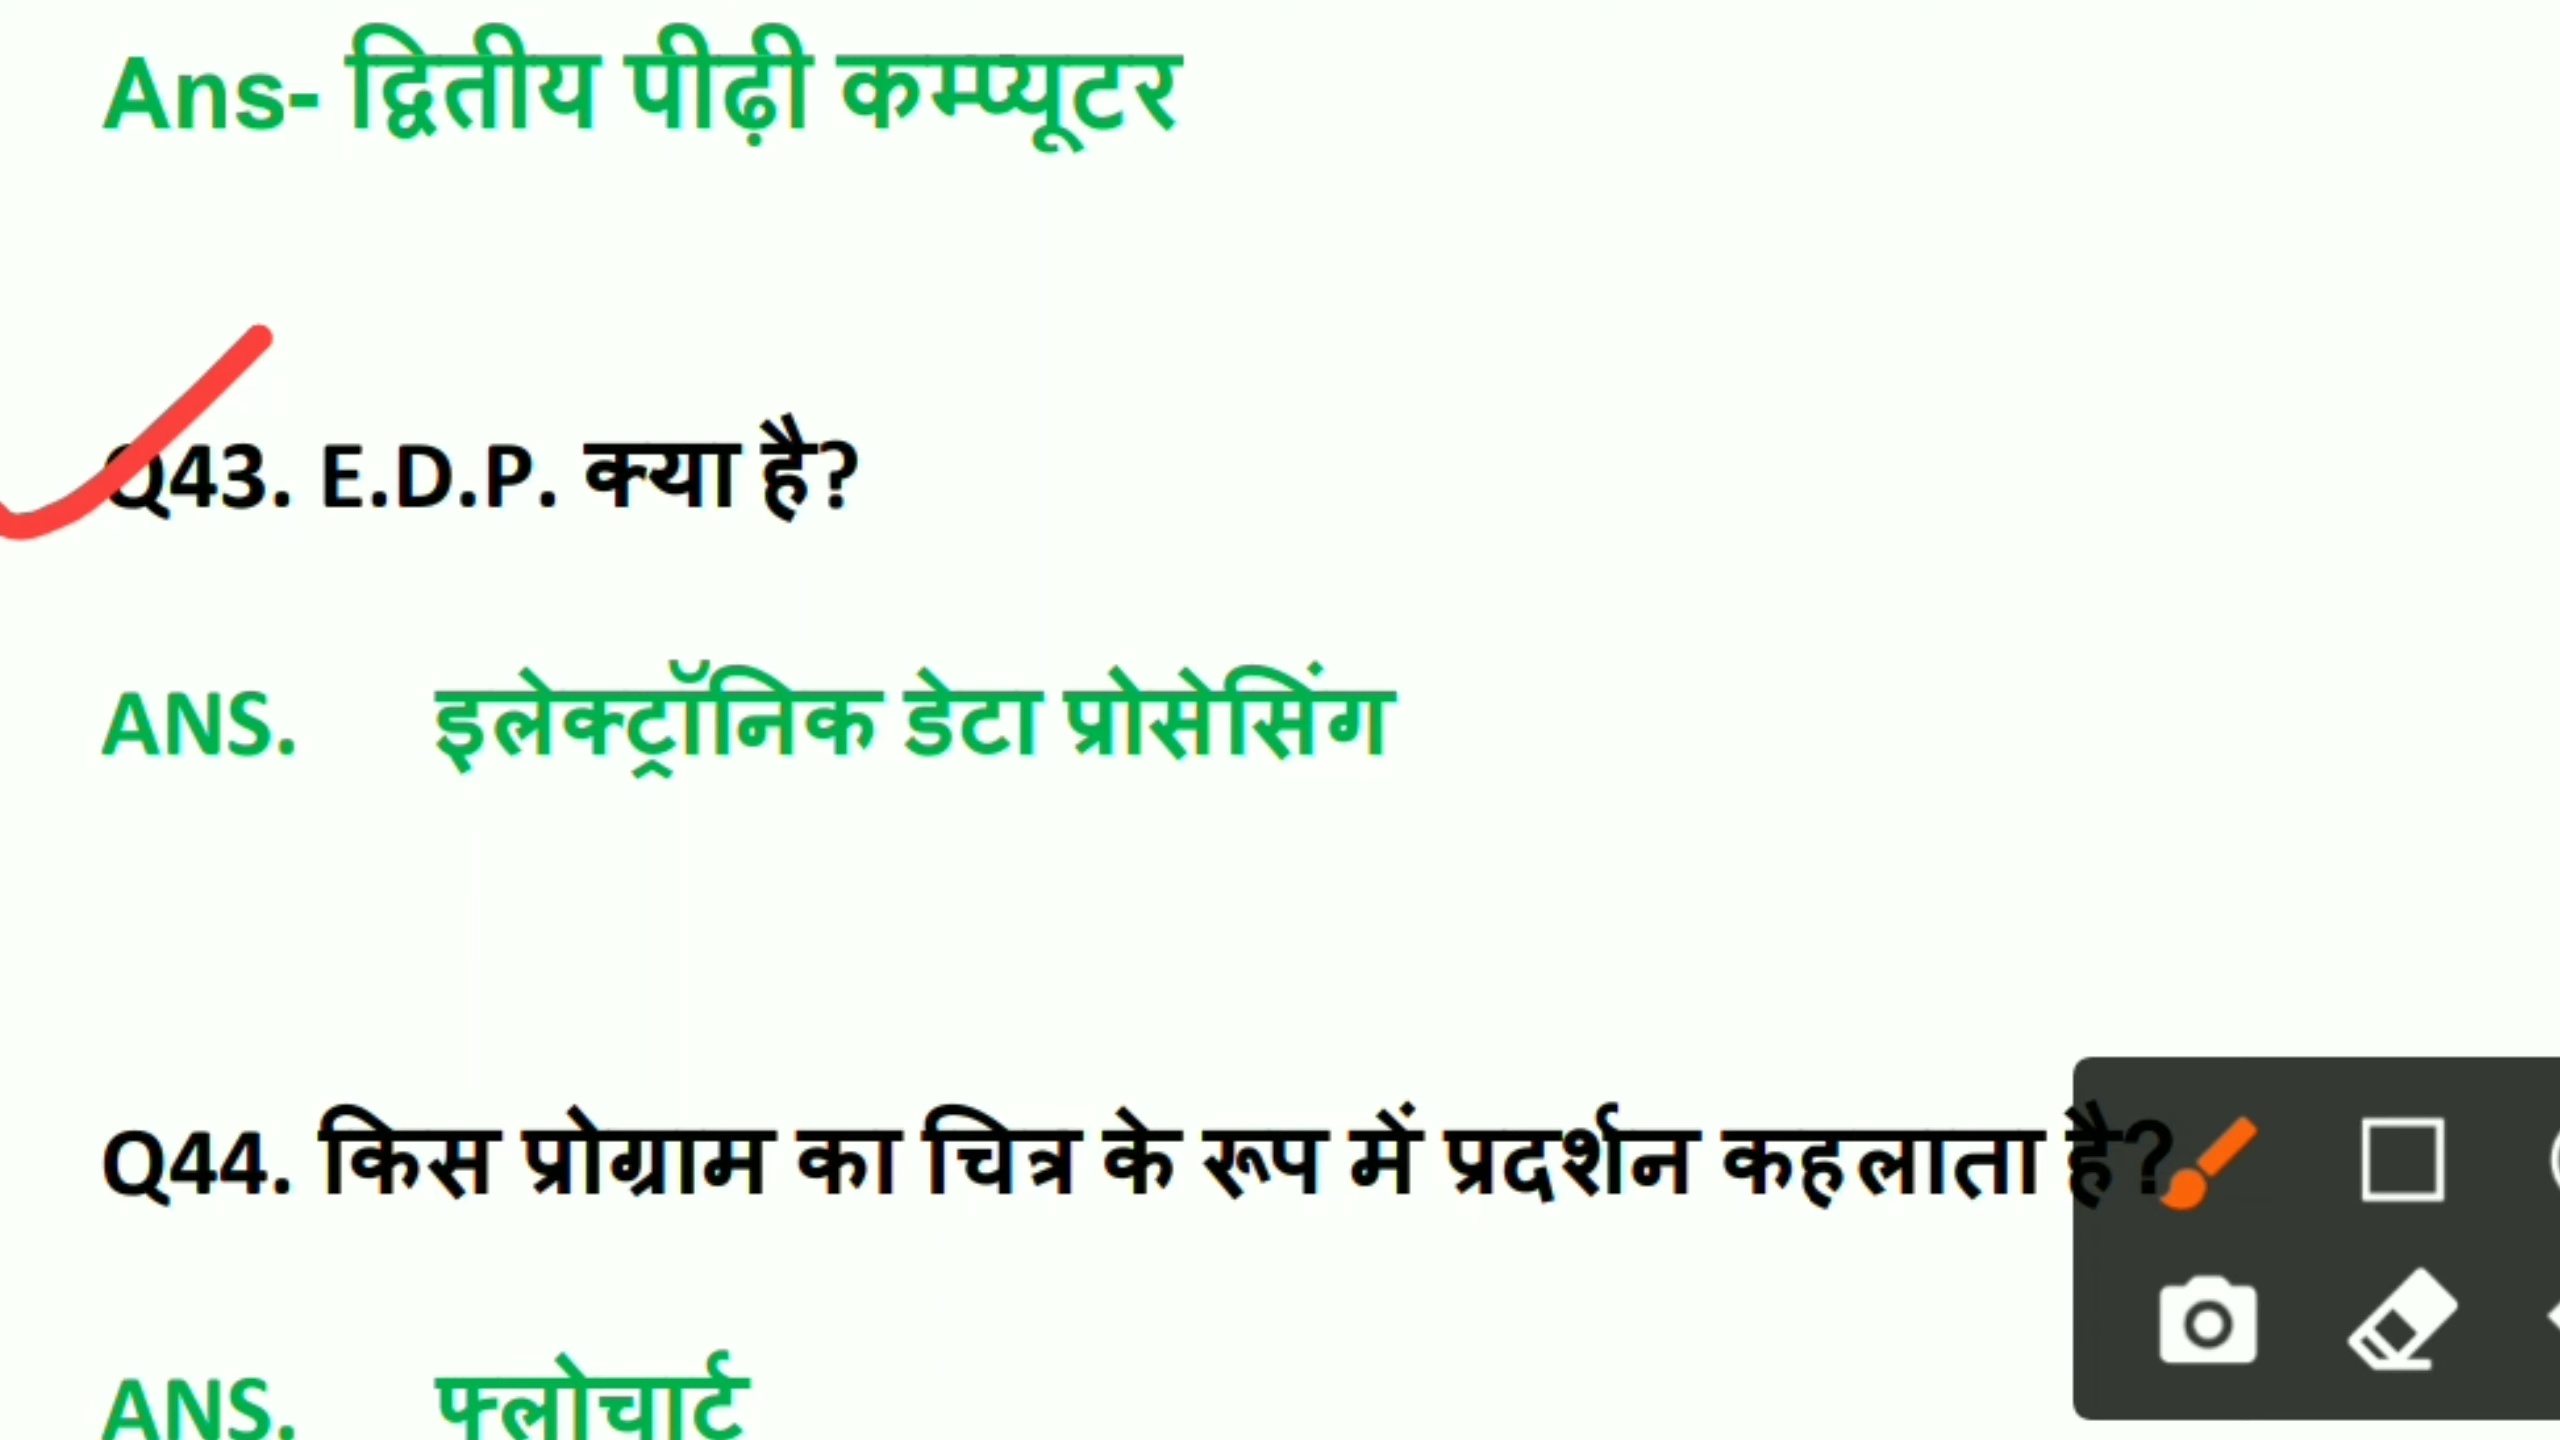 Ans- द्वितीय पीढ़ी कम्प्यूटर
Q43. E.D.P. क्या है?
ANS. इलेक्ट्रॉनिक डेटा प्रोसेसिंग
Q44. किस प्रोग्राम का चित्र के रूप में प्रदर्शन कहलाता है?
ANS. फ्लोचार्ट